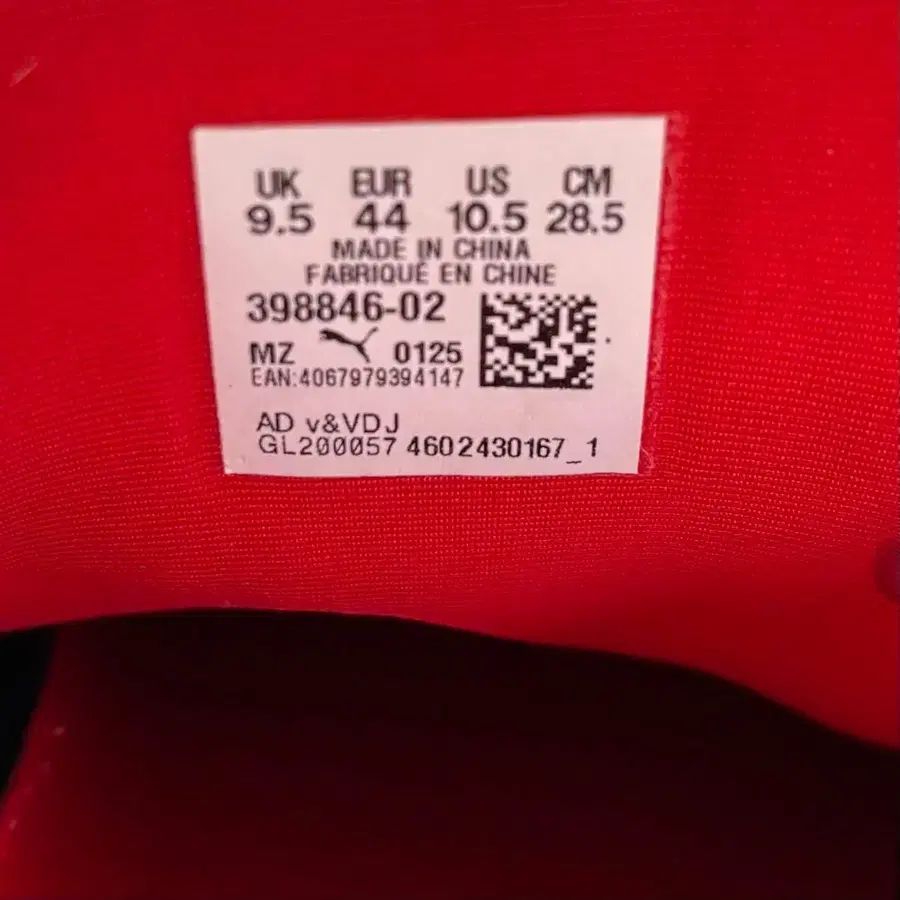 UK EUR US CM
9.5 44 10.5 28.5
MADE IN CHINA
FABRIQUÉ EN CHINE
398846-02
MZ 0125
EAN:4067979394147
AD v&VDJ
GL200057 4602430167_1